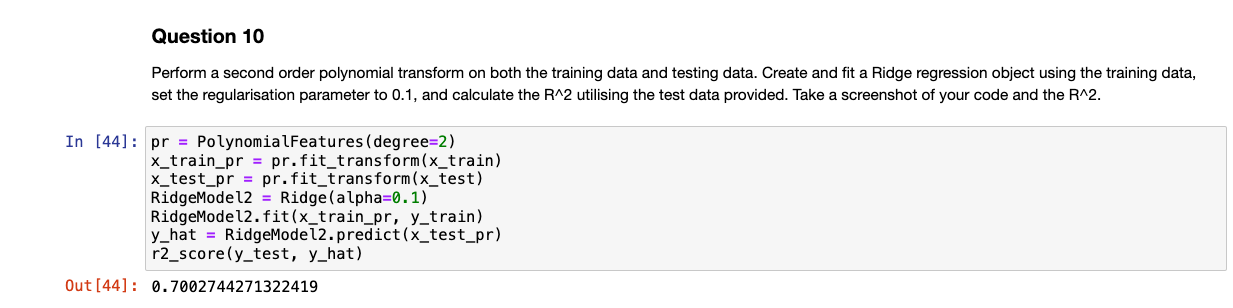 Question 10
Perform a second order polynomial transform on both the training data and testing data. Create and fit a Ridge regression object using the training data,
set the regularisation parameter to 0.1, and calculate the R^2 utilising the test data provided. Take a screenshot of your code and the R^2.
In [44]: pr = PolynomialFeatures(degree=2)
x_train_pr = pr.fit_transform(x_train)
x_test_pr = pr.fit_transform(x_test)
RidgeModel2 = Ridge(alpha=0.1)
RidgeModel2.fit(x_train_pr, y_train)
y_hat = RidgeModel2.predict(x_test_pr)
r2_score(y_test, y_hat)
Out[44]: 0.7002744271322419